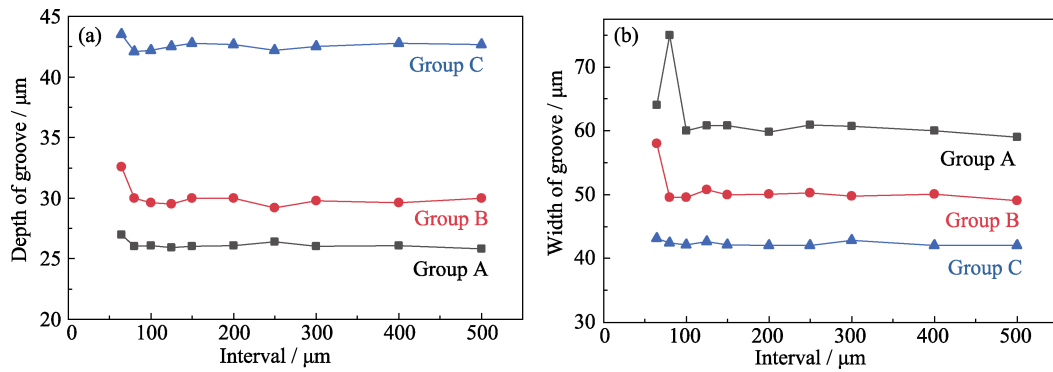 (a)
Depth of groove / μm
45
40
35
30
25
20
Group C
Group B
Group A
0
100
200
300
400
500
Interval / μm
(b)
Width of groove / μm
70
60
50
40
30
Group A
Group B
Group C
0
100
200
300
400
500
Interval / μm